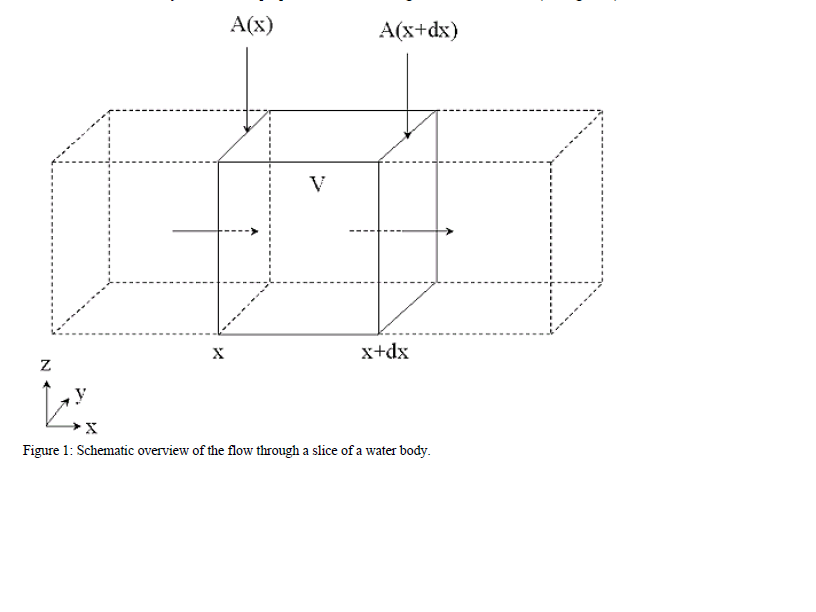 A(x)
A(x+dx)
V
x
x+dx
z
y
x
Figure 1: Schematic overview of the flow through a slice of a water body.